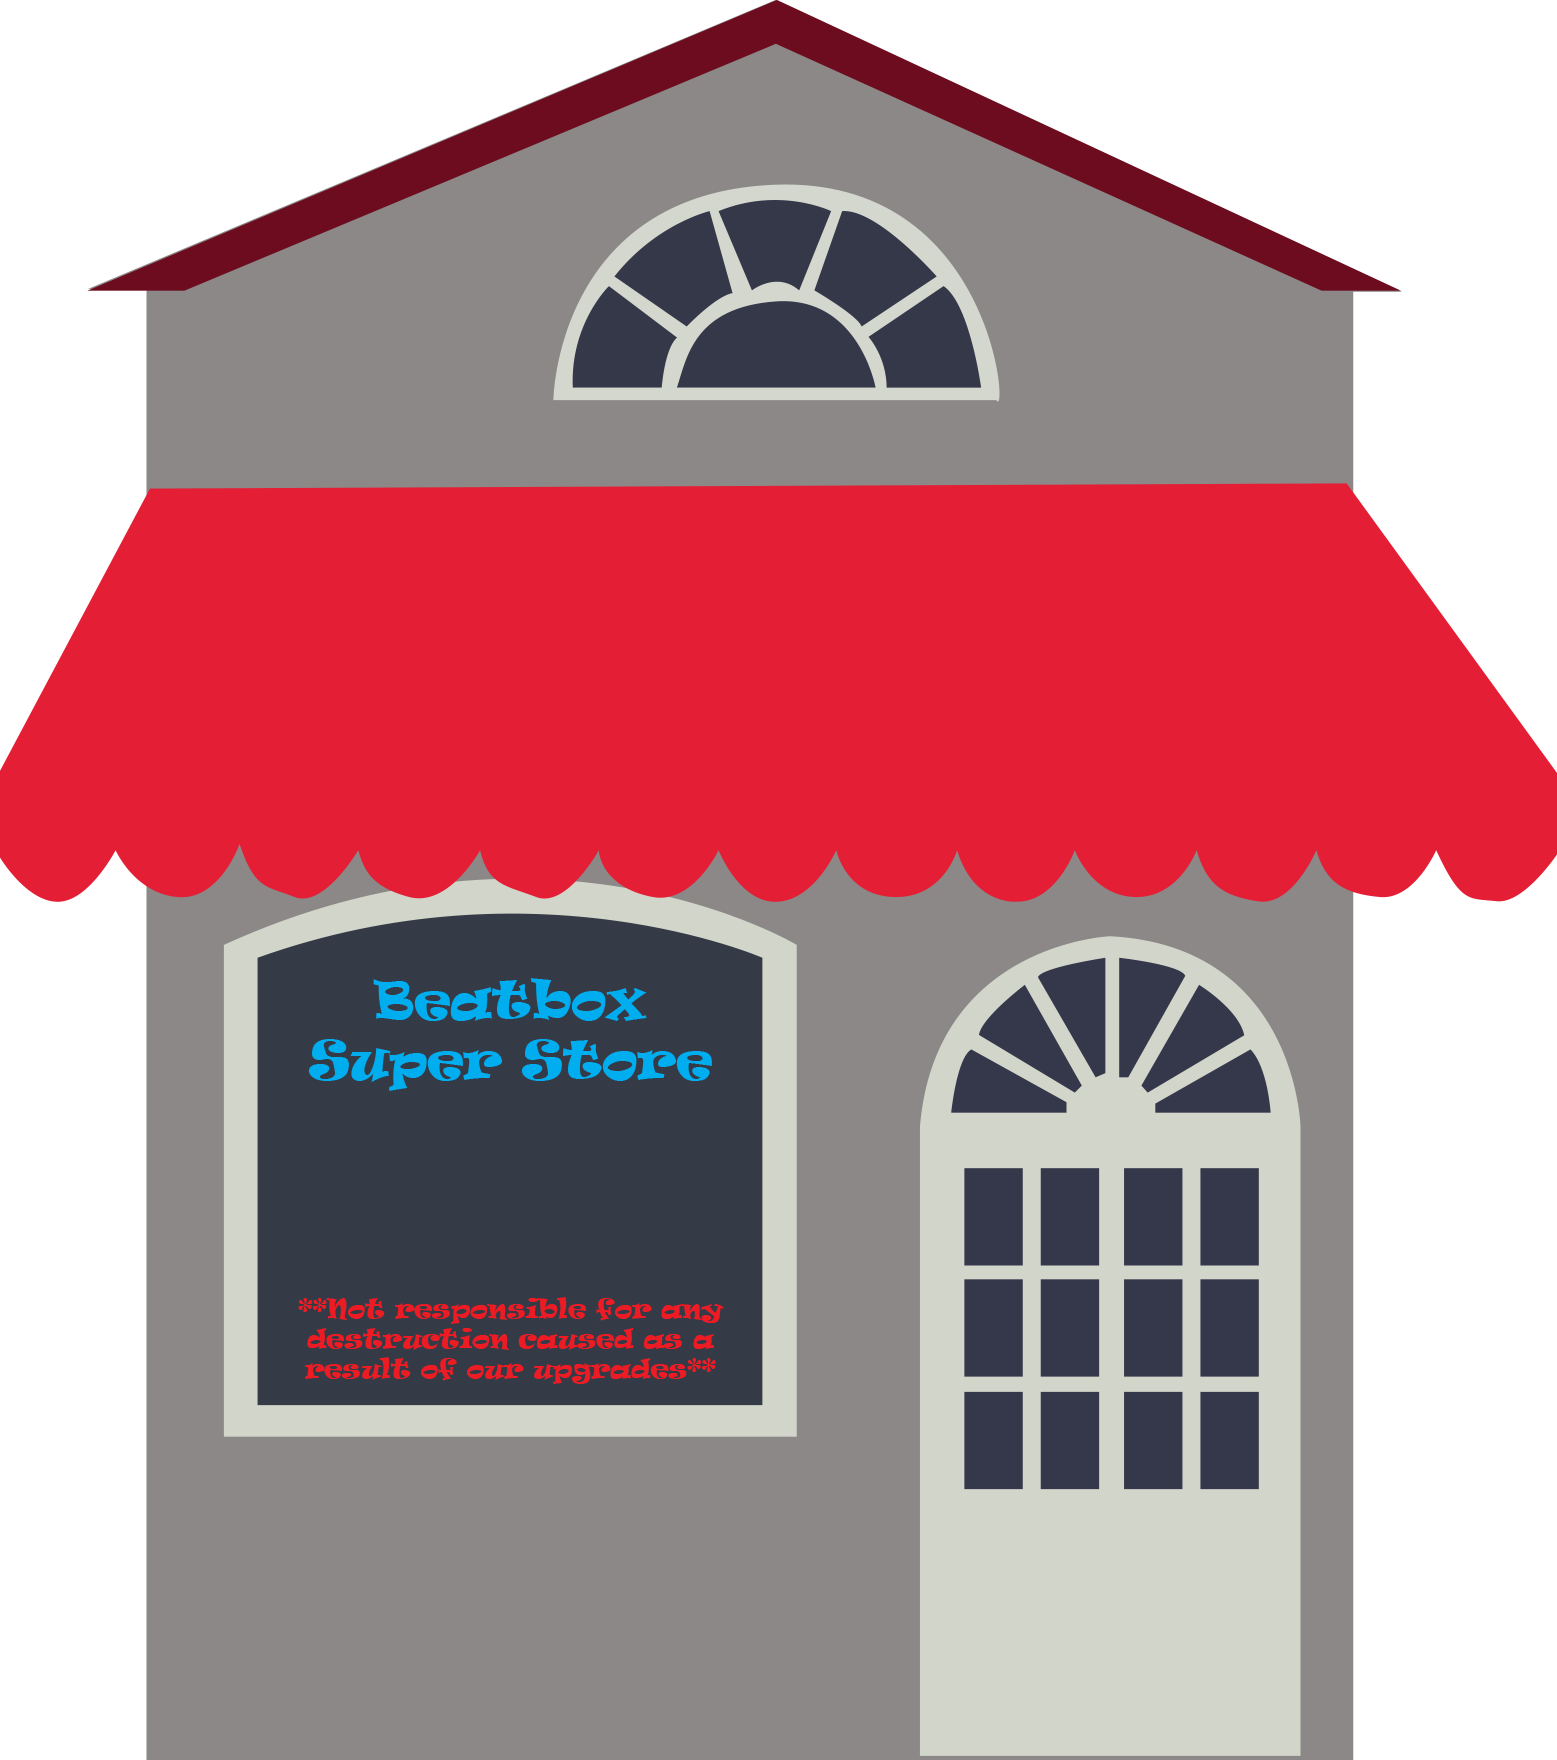 Beatbox
Super Store
**Not responsible for any
destruction caused as a
result of our upgrades**